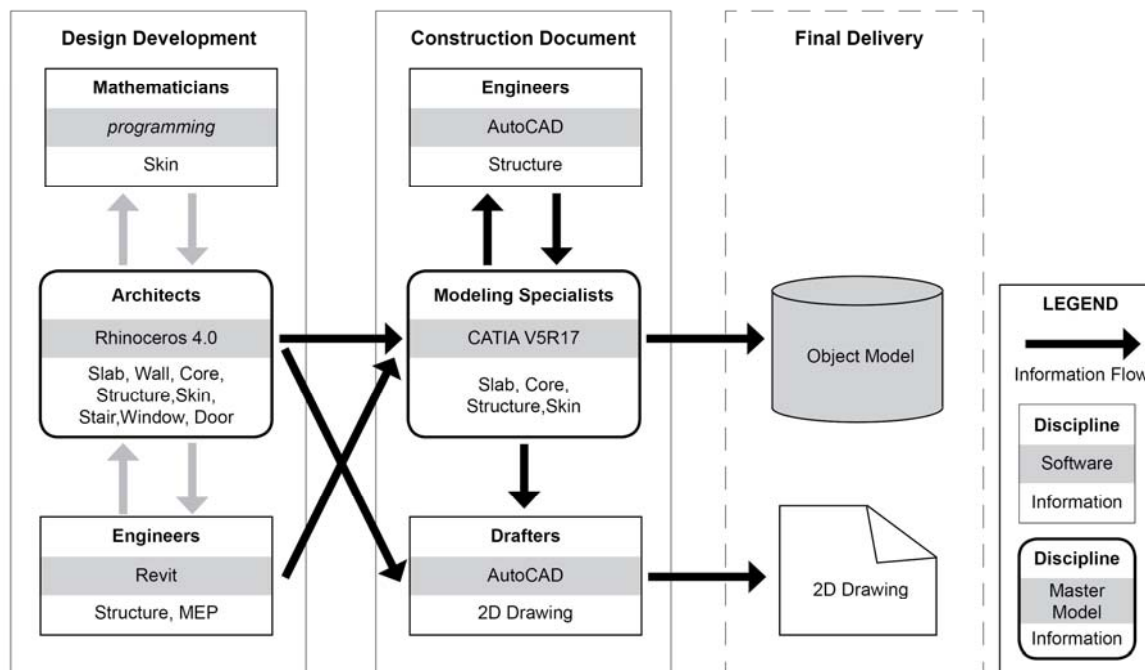 Design Development
Mathematicians
programming
Skin
Architects
Rhinoceros 4.0
Slab, Wall, Core,
Structure,Skin,
Stair,Window, Door
Engineers
Revit
Structure, MEP
Construction Document
Engineers
AutoCAD
Structure
Modeling Specialists
CATIA V5R17
Slab, Core,
Structure,Skin
Drafters
AutoCAD
2D Drawing
Final Delivery
Object Model
2D Drawing
LEGEND
Information Flow
Discipline
Software
Information
Discipline
Master
Model
Information